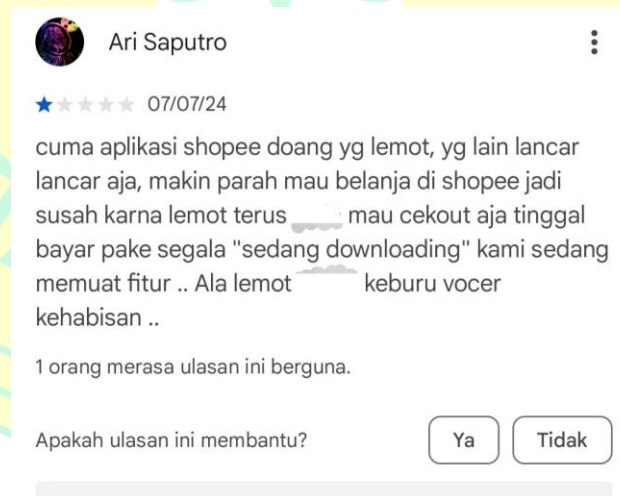 Ari Saputro
07/07/24
cuma aplikasi shopee doang yg lemot, yg lain lancar
lancar aja, makin parah mau belanja di shopee jadi
susah karna lemot terus mau cekout aja tinggal
bayar pake segala "sedang downloading" kami sedang
memuat fitur .. Ala lemot keburu vocer
kehabisan ..
1 orang merasa ulasan ini berguna.
Apakah ulasan ini membantu?
Ya
Tidak